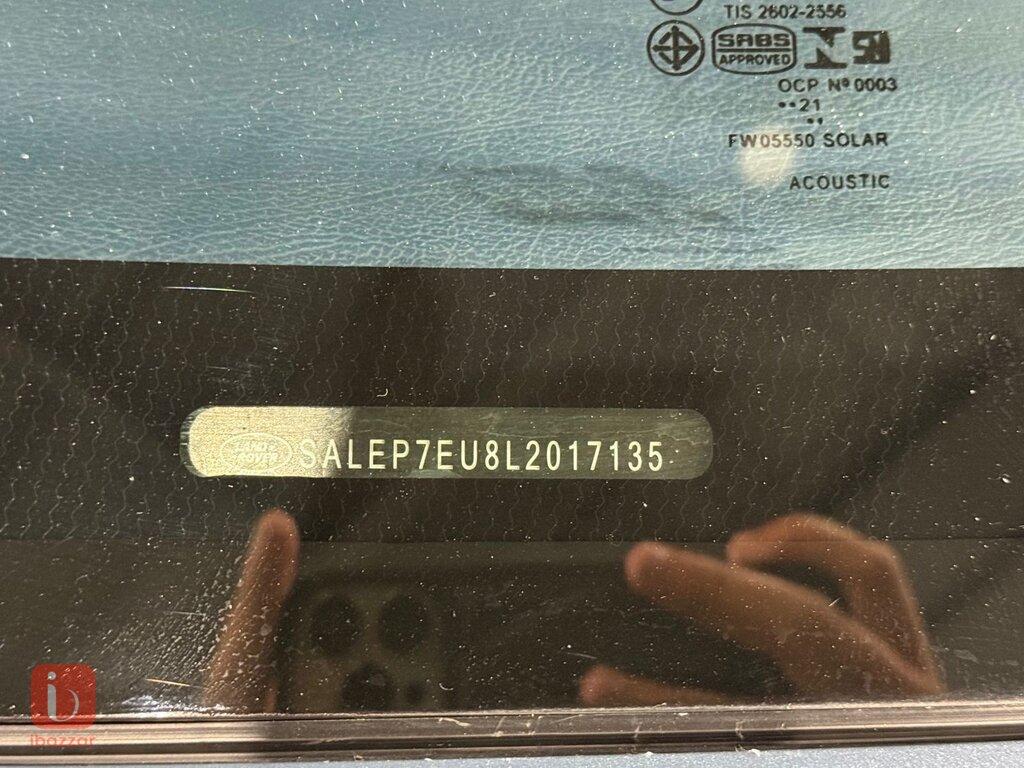 TIS 2602-2556
SABS
APPROVED
OCP Nº 0003
••21
••
FW05550 SOLAR
ACOUSTIC
LAND
ROVER
SALEP7EU8L2017135
ibazzar